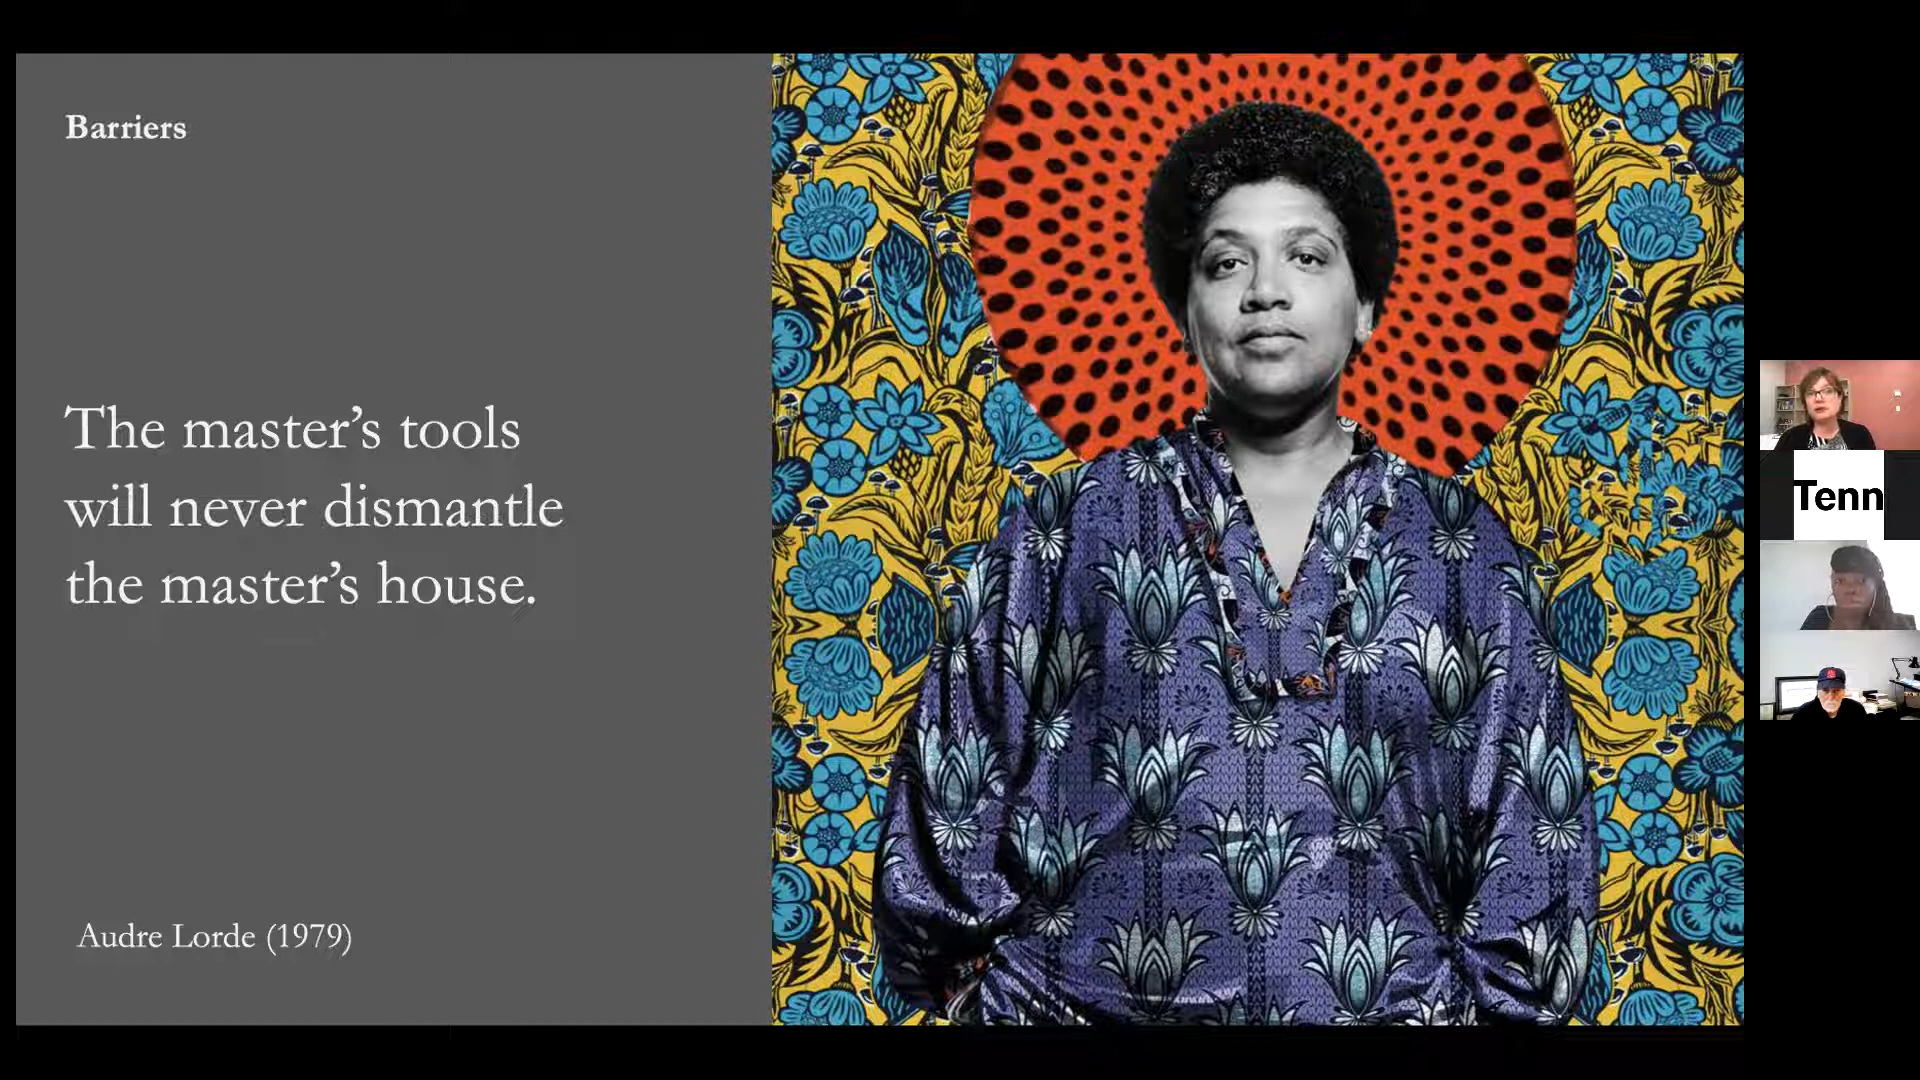 Barriers
The master’s tools
will never dismantle
the master’s house.
Audre Lorde (1979)
Tenn